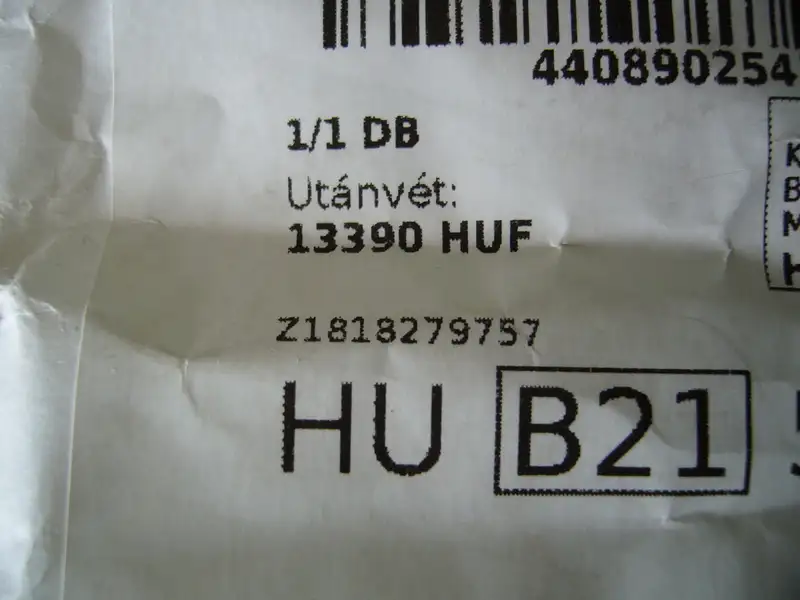 440890254
1/1 DB
Utánvét:
13390 HUF
Z1818279757
HU B21